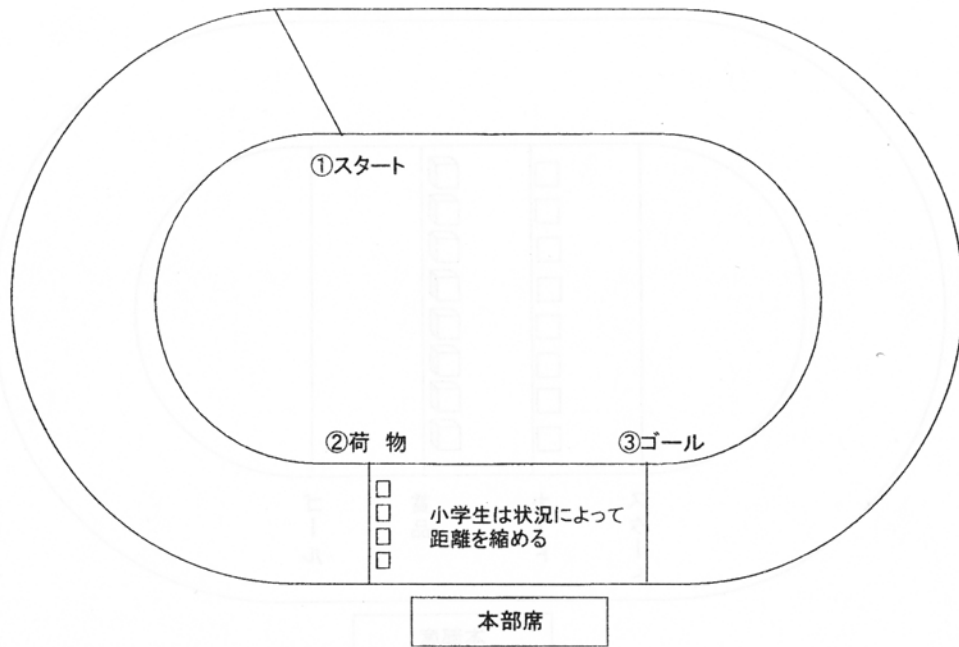 ①スタート
②荷 物
③ゴール
小学生は状況によって
距離を縮める
本部席